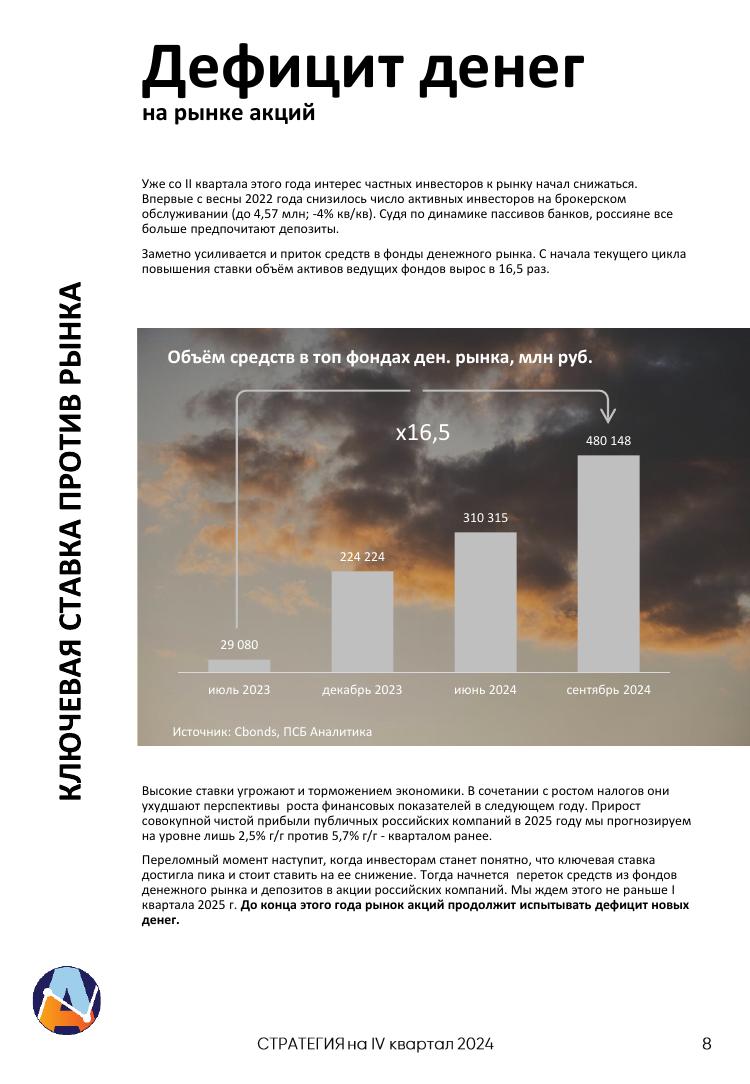 Дефицит денег
на рынке акций
Уже со II квартала этого года интерес частных инвесторов к рынку начал снижаться.
Впервые с весны 2022 года снизилось число активных инвесторов на брокерском
обслуживании (до 4,57 млн; -4% кв/кв). Судя по динамике пассивов банков, россияне все
больше предпочитают депозиты.
Заметно усиливается и приток средств в фонды денежного рынка. С начала текущего цикла
повышения ставки объём активов ведущих фондов вырос в 16,5 раз.
КЛЮЧЕВАЯ СТАВКА ПРОТИВ РЫНКА
Объём средств в топ фондах ден. рынка, млн руб.
x16,5
480 148
310 315
224 224
29 080
июль 2023 декабрь 2023 июнь 2024 сентябрь 2024
Источник: Cbonds, ПСБ Аналитика
Высокие ставки угрожают и торможением экономики. В сочетании с ростом налогов они
ухудшают перспективы роста финансовых показателей в следующем году. Прирост
совокупной чистой прибыли публичных российских компаний в 2025 году мы прогнозируем
на уровне лишь 2,5% г/г против 5,7% г/г - кварталом ранее.
Переломный момент наступит, когда инвесторам станет понятно, что ключевая ставка
достигла пика и стоит ставить на ее снижение. Тогда начнется переток средств из фондов
денежного рынка и депозитов в акции российских компаний. Мы ждем этого не раньше I
квартала 2025 г. До конца этого года рынок акций продолжит испытывать дефицит новых
денег.
СТРАТЕГИЯ на IV квартал 2024
8